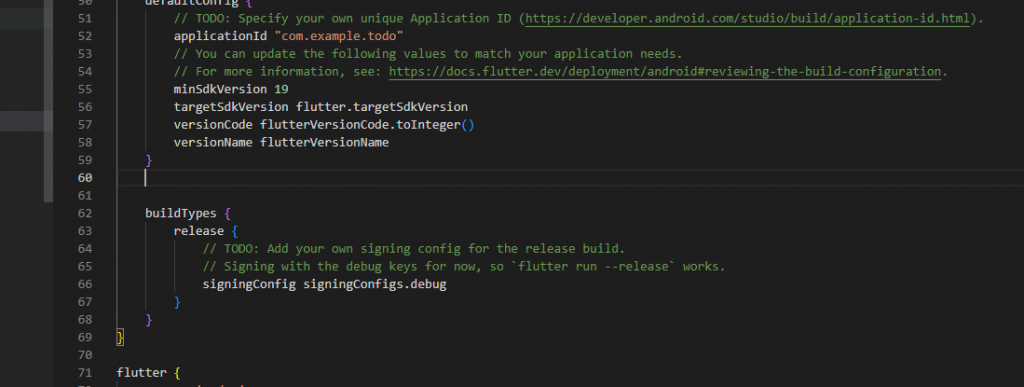 50 defaultConfig {
51 // TODO: Specify your own unique Application ID (https://developer.android.com/studio/build/application-id.html).
52 applicationId "com.example.todo"
53 // You can update the following values to match your application needs.
54 // For more information, see: https://docs.flutter.dev/deployment/android#reviewing-the-build-configuration.
55 minSdkVersion 19
56 targetSdkVersion flutter.targetSdkVersion
57 versionCode flutterVersionCode.toInteger()
58 versionName flutterVersionName
59 }
60
61
62 buildTypes {
63 release {
64 // TODO: Add your own signing config for the release build.
65 // Signing with the debug keys for now, so `flutter run --release` works.
66 signingConfig signingConfigs.debug
67 }
68 }
69 }
70
71 flutter {